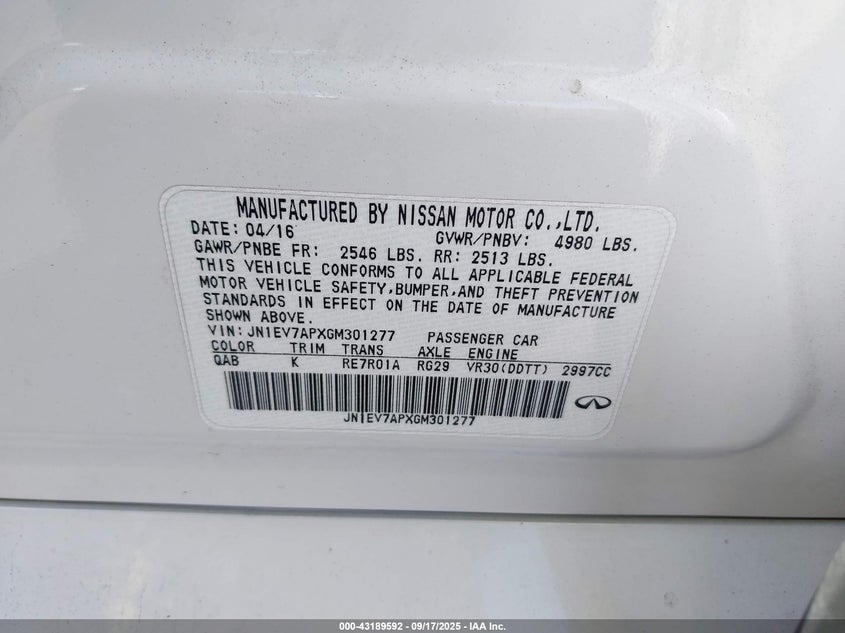 MANUFACTURED BY NISSAN MOTOR CO.,LTD.
DATE: 04/16 GVWR/PNBV: 4980 LBS.
GAWR/PNBE FR: 2546 LBS. RR: 2513 LBS.
THIS VEHICLE CONFORMS TO ALL APPLICABLE FEDERAL
MOTOR VEHICLE SAFETY,BUMPER,AND THEFT PREVENTION
STANDARDS IN EFFECT ON THE DATE OF MANUFACTURE
SHOWN ABOVE.
VIN: JN1EV7APXGM301277 PASSENGER CAR
COLOR TRIM TRANS AXLE ENGINE
QAB K RE7R01A RG29 VR30(DDTT) 2997CC
JN1EV7APXGM301277
000-43189592 - 09/17/2025 - IAA Inc.